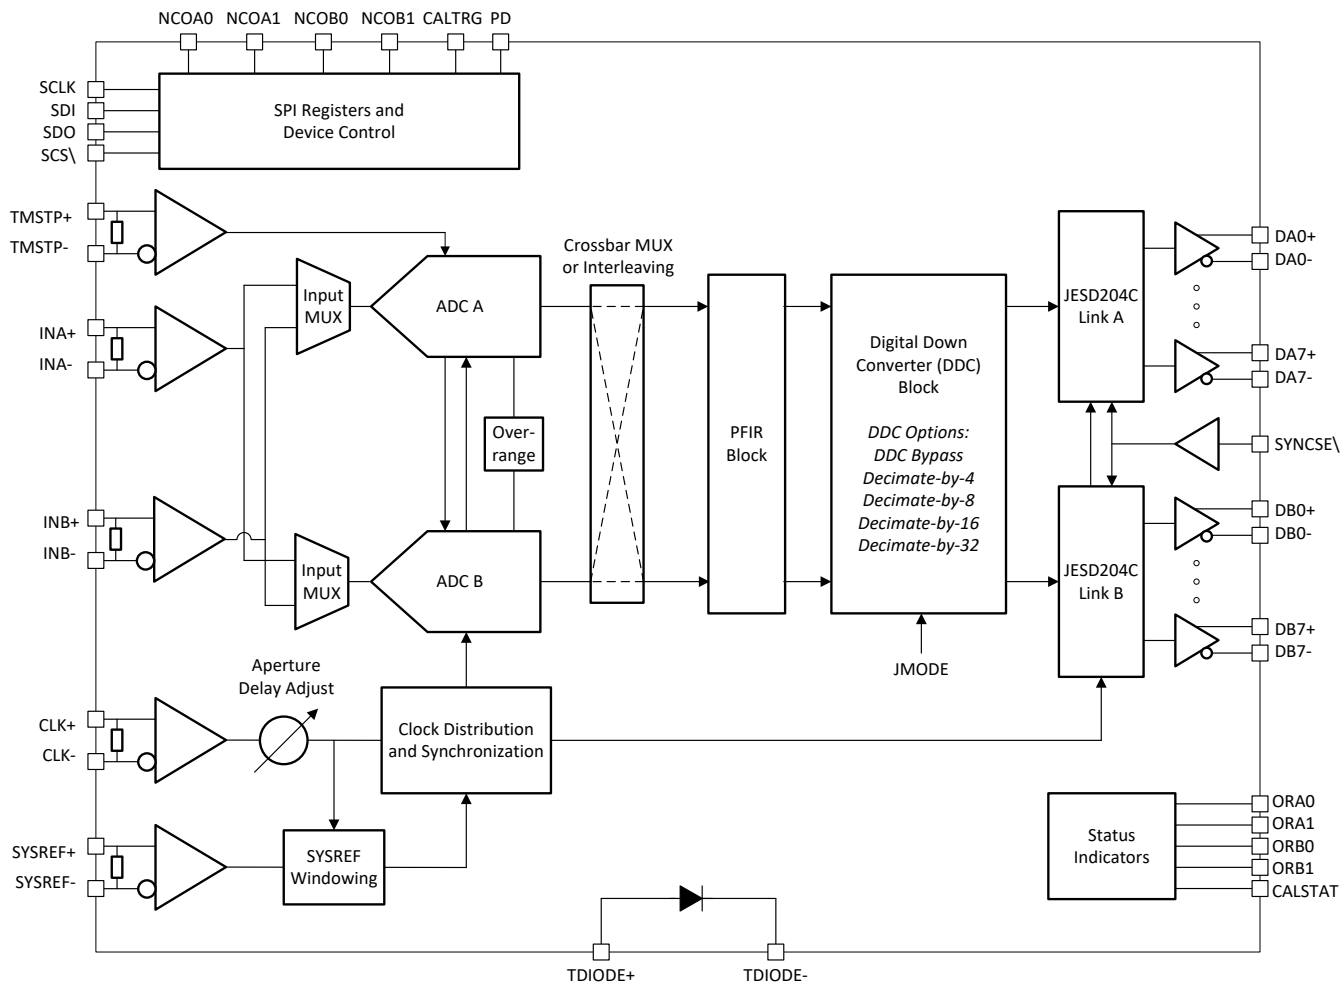 NCOA0 NCOA1 NCOB0 NCOB1 CALTRG PD
SCLK
SDI
SDO
SCS\
SPI Registers and
Device Control
TMSTP+
TMSTP-
INA+
INA-
INB+
INB-
Input
MUX
Input
MUX
ADC A
ADC B
Over-
range
Crossbar MUX
or Interleaving
PFIR
Block
Digital Down
Converter (DDC)
Block
DDC Options:
DDC Bypass
Decimate-by-4
Decimate-by-8
Decimate-by-16
Decimate-by-32
JMODE
JESD204C
Link A
JESD204C
Link B
DA0+
DA0-
DA7+
DA7-
SYNCSE\
DB0+
DB0-
DB7+
DB7-
Aperture
Delay Adjust
CLK+
CLK-
Clock Distribution
and Synchronization
SYSREF+
SYSREF-
SYSREF
Windowing
Status
Indicators
ORA0
ORA1
ORB0
ORB1
CALSTAT
TDIODE+
TDIODE-